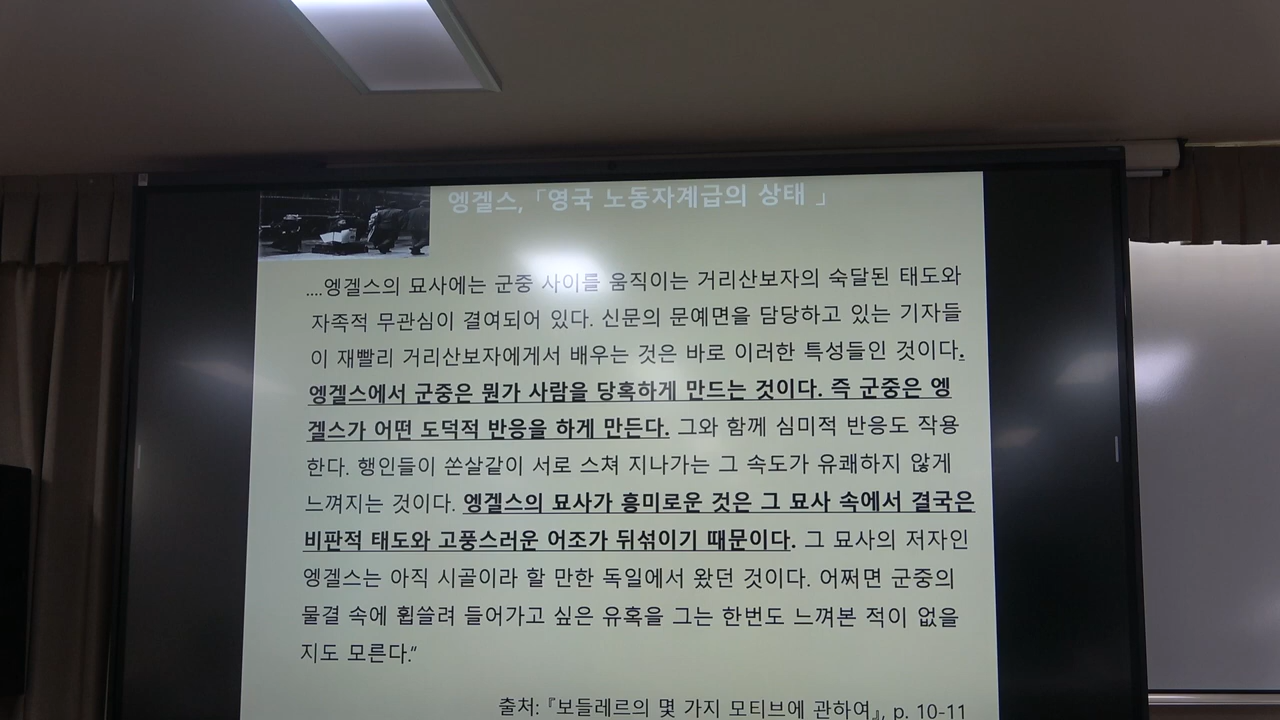 엥겔스,「영국 노동자계급의 상태 」
....엥겔스의 묘사에는 군중 사이를 움직이는 거리산보자의 숙달된 태도와
자족적 무관심이 결여되어 있다. 신문의 문예면을 담당하고 있는 기자들
이 재빨리 거리산보자에게서 배우는 것은 바로 이러한 특성들인 것이다.
엥겔스에서 군중은 뭔가 사람을 당혹하게 만드는 것이다. 즉 군중은 엥
겔스가 어떤 도덕적 반응을 하게 만든다. 그와 함께 심미적 반응도 작용
한다. 행인들이 쏜살같이 서로 스쳐 지나가는 그 속도가 유쾌하지 않게
느껴지는 것이다. 엥겔스의 묘사가 흥미로운 것은 그 묘사 속에서 결국은
비판적 태도와 고풍스러운 어조가 뒤섞이기 때문이다. 그 묘사의 저자인
엥겔스는 아직 시골이라 할 만한 독일에서 왔던 것이다. 어쩌면 군중의
물결 속에 휩쓸려 들어가고 싶은 유혹을 그는 한번도 느껴본 적이 없을
지도 모른다.“
출처:『보들레르의 몇 가지 모티브에 관하여』, p. 10-11